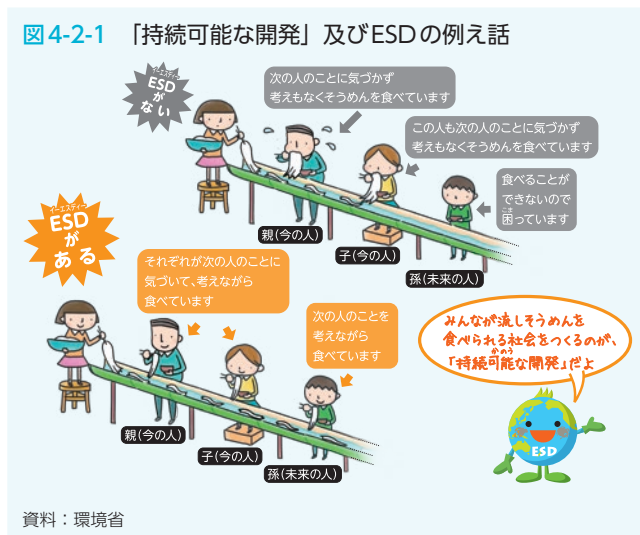 図4-2-1 「持続可能な開発」及びESDの例え話
イーエスディー
ESD
が
ない
次の人のことに気づかず
考えもなくそうめんを食べています
この人も次の人のことに気づかず
考えもなくそうめんを食べています
食べることが
できないので
こま
困っています
親(今の人)
子(今の人)
孫(未来の人)
イーエスディー
ESD
が
ある
それぞれが次の人のことに
気づいて、考えながら
食べています
次の人のことを
考えながら
食べています
親(今の人)
子(今の人)
孫(未来の人)
みんなが流しそうめんを
食べられる社会をつくるのが、
かのう
「持続可能な開発」だよ
ESD
資料：環境省